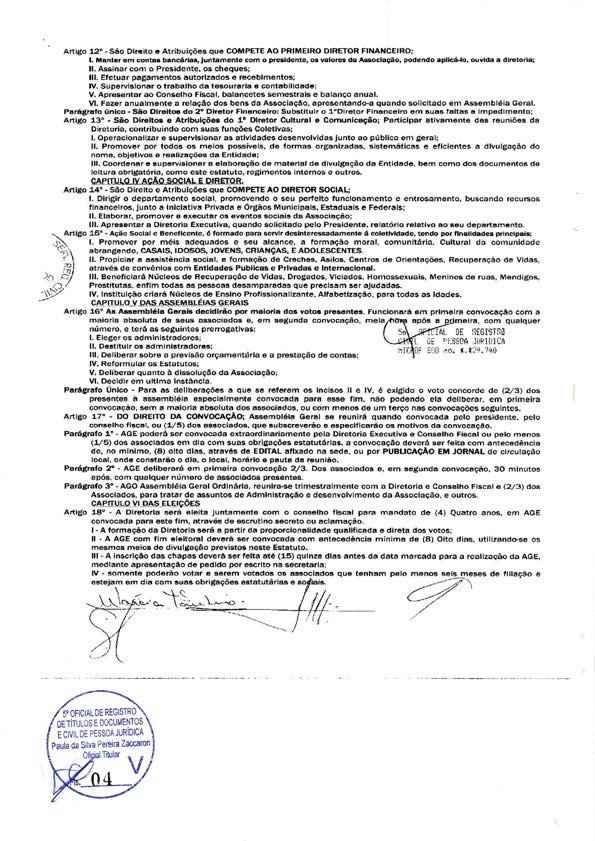 Artigo 12º - São Direito e Atribuições que COMPETE AO PRIMEIRO DIRETOR FINANCEIRO;
I. Manter em contas bancárias, juntamente com o presidente, os valores da Associação, podendo aplicá-lo, ouvida a diretoria;
II. Assinar com o Presidente, os cheques;
III. Efetuar pagamentos autorizados e recebimentos;
IV. Supervisionar o trabalho da tesouraria e contabilidade;
V. Apresentar ao Conselho Fiscal, balancetes semestrais e balanço anual.
VI. Fazer anualmente a relação dos bens da Associação, apresentando-a quando solicitado em Assembléia Geral.
Parágrafo único - São Direitos do 2º Diretor Financeiro: Substituir o 1ºDiretor Financeiro em suas faltas e impedimento;
Artigo 13º - São Direitos e Atribuições do 1º Diretor Cultural e Comunicação; Participar ativamente das reuniões da
Diretoria, contribuindo com suas funções Coletivas;
I. Operacionalizar e supervisionar as atividades desenvolvidas junto ao público em geral;
II. Promover por todos os meios possíveis, de formas organizadas, sistemáticas e eficientes a divulgação do
nome, objetivos e realizações da Entidade;
III. Coordenar e supervisionar a elaboração de material de divulgação da Entidade, bem como dos documentos de
leitura obrigatória, como este estatuto, regimentos internos e outros.
CAPITULO IV AÇÃO SOCIAL E DIRETOR.
Artigo 14º - São Direito e Atribuições que COMPETE AO DIRETOR SOCIAL;
I. Dirigir o departamento social, promovendo o seu perfeito funcionamento e entrosamento, buscando recursos
financeiros, junto a iniciativa Privada e Órgãos Municipais, Estaduais e Federais;
II. Elaborar, promover e executar os eventos sociais da Associação;
III. Apresentar a Diretoria Executiva, quando solicitado pelo Presidente, relatório relativo ao seu departamento.
Artigo 15º - Ação Social e Beneficente, é formado para servir desinteressadamente á coletividade, tendo por finalidades principais;
I. Promover por méis adequados e seu alcance, a formação moral, comunitária, Cultural da comunidade
abrangendo, CASAIS, IDOSOS, JOVENS, CRIANÇAS, E ADOLESCENTES.
II. Propiciar a assistência social, e formação de Creches, Asilos, Centros de Orientações, Recuperação de Vidas,
através de convênios com Entidades Publicas e Privadas e Internacional.
III. Beneficiará Núcleos de Recuperação de Vidas, Drogados, Viciados, Homossexuais, Meninos de ruas, Mendigos,
Prostitutas, enfim todas as pessoas desamparadas que precisam ser ajudadas.
IV. Instituição criará Núcleos de Ensino Profissionalizante, Alfabetização, para todas as Idades.
CAPITULO V DAS ASSEMBLÉIAS GERAIS
Artigo 16º As Assembléia Gerais decidirão por maioria dos votos presentes. Funcionará em primeira convocação com a
maioria absoluta de seus associados e, em segunda convocação, meia hora após a primeira, com qualquer
número, e terá as seguintes prerrogativas:
I. Eleger os administradores;
II. Destituir os administradores;
III. Deliberar sobre a previsão orçamentária e a prestação de contas;
IV. Reformular os Estatutos;
V. Deliberar quanto à dissolução da Associação;
VI. Decidir em ultima Instância.
OFICIAL DE REGISTRO
CIVIL DE PESSOA JURIDICA
Parágrafo Único - Para as deliberações a que se referem os incisos II e IV, é exigido o voto concorde de (2/3) dos
presentes à assembléia especialmente convocada para esse fim, não podendo ela deliberar, em primeira
convocação, sem a maioria absoluta dos associados, ou com menos de um terço nas convocações seguintes.
Artigo 17º - DO DIREITO DA CONVOCAÇÃO; Assembléia Geral se reunirá quando convocada pelo presidente, pelo
conselho fiscal, ou (1/5) dos associados, que subscreverão e especificarão os motivos da convocação.
Parágrafo 1º - AGE poderá ser convocada extraordinariamente pela Diretoria Executiva e Conselho Fiscal ou pelo menos
(1/5) dos associados em dia com suas obrigações estatutárias, a convocação deverá ser feita com antecedência
de, no mínimo, (8) oito dias, através de EDITAL afixado na sede, ou por PUBLICAÇÃO EM JORNAL de circulação
local, onde constarão o dia, o local, horário e pauta da reunião.
Parágrafo 2º - AGE deliberará em primeira convocação 2/3. Dos associados e, em segunda convocação, 30 minutos
após, com qualquer número de associados presentes.
Parágrafo 3º - AGO Assembléia Geral Ordinária, reunira-se trimestralmente com a Diretoria e Conselho Fiscal e (2/3) dos
Associados, para tratar de assuntos de Administração e desenvolvimento da Associação, e outros.
CAPITULO VI DAS ELEIÇÕES
Artigo 18º - A Diretoria será eleita juntamente com o conselho fiscal para mandato de (4) Quatro anos, em AGE
convocada para este fim, através de escrutino secreto ou aclamação.
I - A formação da Diretoria será a partir da proporcionalidade qualificada e direta dos votos;
II - A AGE com fim eleitoral deverá ser convocada com antecedência mínima de (8) Oito dias, utilizando-se os
mesmos meios de divulgação previstos neste Estatuto.
III - A inscrição das chapas deverá ser feita até (15) quinze dias antes da data marcada para a realização da AGE,
mediante apresentação de pedido por escrito na secretaria;
IV - somente poderão votar e serem votados os associados que tenham pelo menos seis meses de filiação e
estejam em dia com suas obrigações estatutárias e sociais.
5º OFICIAL DE REGISTRO
DE TÍTULOS E DOCUMENTOS
E CIVIL DE PESSOA JURÍDICA
Paula da Silva Pereira Zaccaron
Oficial Titular
04